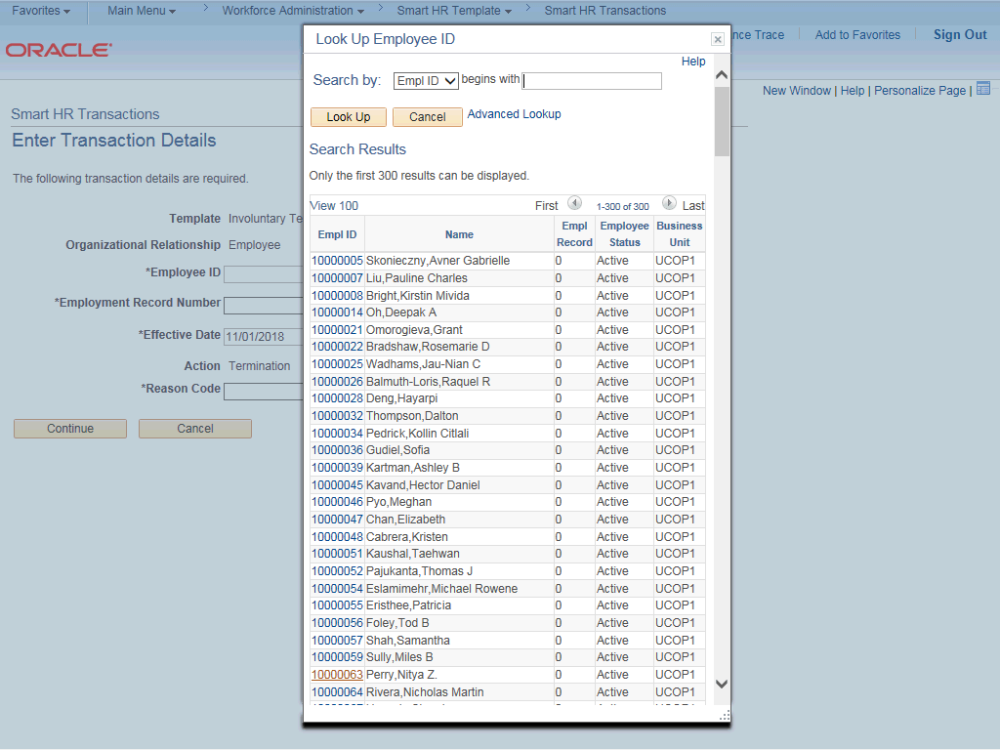 Favorites Main Menu > Workforce Administration > Smart HR Template > Smart HR Transactions
ORACLE
nce Trace Add to Favorites Sign Out
New Window | Help | Personalize Page |
Smart HR Transactions
Enter Transaction Details
The following transaction details are required.
Template Involuntary Te
Organizational Relationship Employee
*Employee ID
*Employment Record Number
*Effective Date 11/01/2018
Action Termination
*Reason Code
Continue Cancel
Look Up Employee ID
Help
Search by: Empl ID begins with
Look Up Cancel Advanced Lookup
Search Results
Only the first 300 results can be displayed.
View 100 First 1-300 of 300 Last
Empl ID Name Empl Record Employee Status Business Unit
10000005 Skonieczny,Avner Gabrielle 0 Active UCOP1
10000007 Liu,Pauline Charles 0 Active UCOP1
10000008 Bright,Kirstin Mivida 0 Active UCOP1
10000014 Oh,Deepak A 0 Active UCOP1
10000021 Omorogieva,Grant 0 Active UCOP1
10000022 Bradshaw,Rosemarie D 0 Active UCOP1
10000025 Wadhams,Jau-Nian C 0 Active UCOP1
10000026 Balmuth-Loris,Raquel R 0 Active UCOP1
10000028 Deng,Hayarpi 0 Active UCOP1
10000032 Thompson,Dalton 0 Active UCOP1
10000034 Pedrick,Kollin Citlali 0 Active UCOP1
10000036 Gudiel,Sofia 0 Active UCOP1
10000039 Kartman,Ashley B 0 Active UCOP1
10000045 Kavand,Hector Daniel 0 Active UCOP1
10000046 Pyo,Meghan 0 Active UCOP1
10000047 Chan,Elizabeth 0 Active UCOP1
10000048 Cabrera,Kristen 0 Active UCOP1
10000051 Kaushal,Taehwan 0 Active UCOP1
10000052 Pajukanta,Thomas J 0 Active UCOP1
10000054 Eslamimehr,Michael Rowene 0 Active UCOP1
10000055 Eristhee,Patricia 0 Active UCOP1
10000056 Foley,Tod B 0 Active UCOP1
10000057 Shah,Samantha 0 Active UCOP1
10000059 Sully,Miles B 0 Active UCOP1
10000063 Perry,Nitya Z. 0 Active UCOP1
10000064 Rivera,Nicholas Martin 0 Active UCOP1